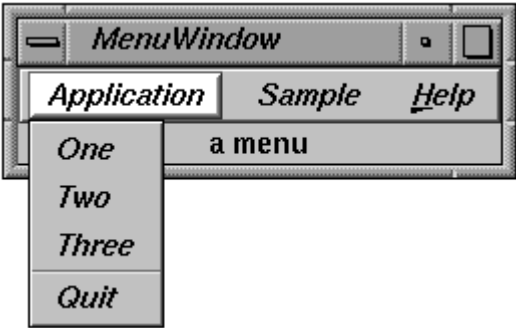 MenuWindow
Application Sample Help
One a menu
Two
Three
Quit